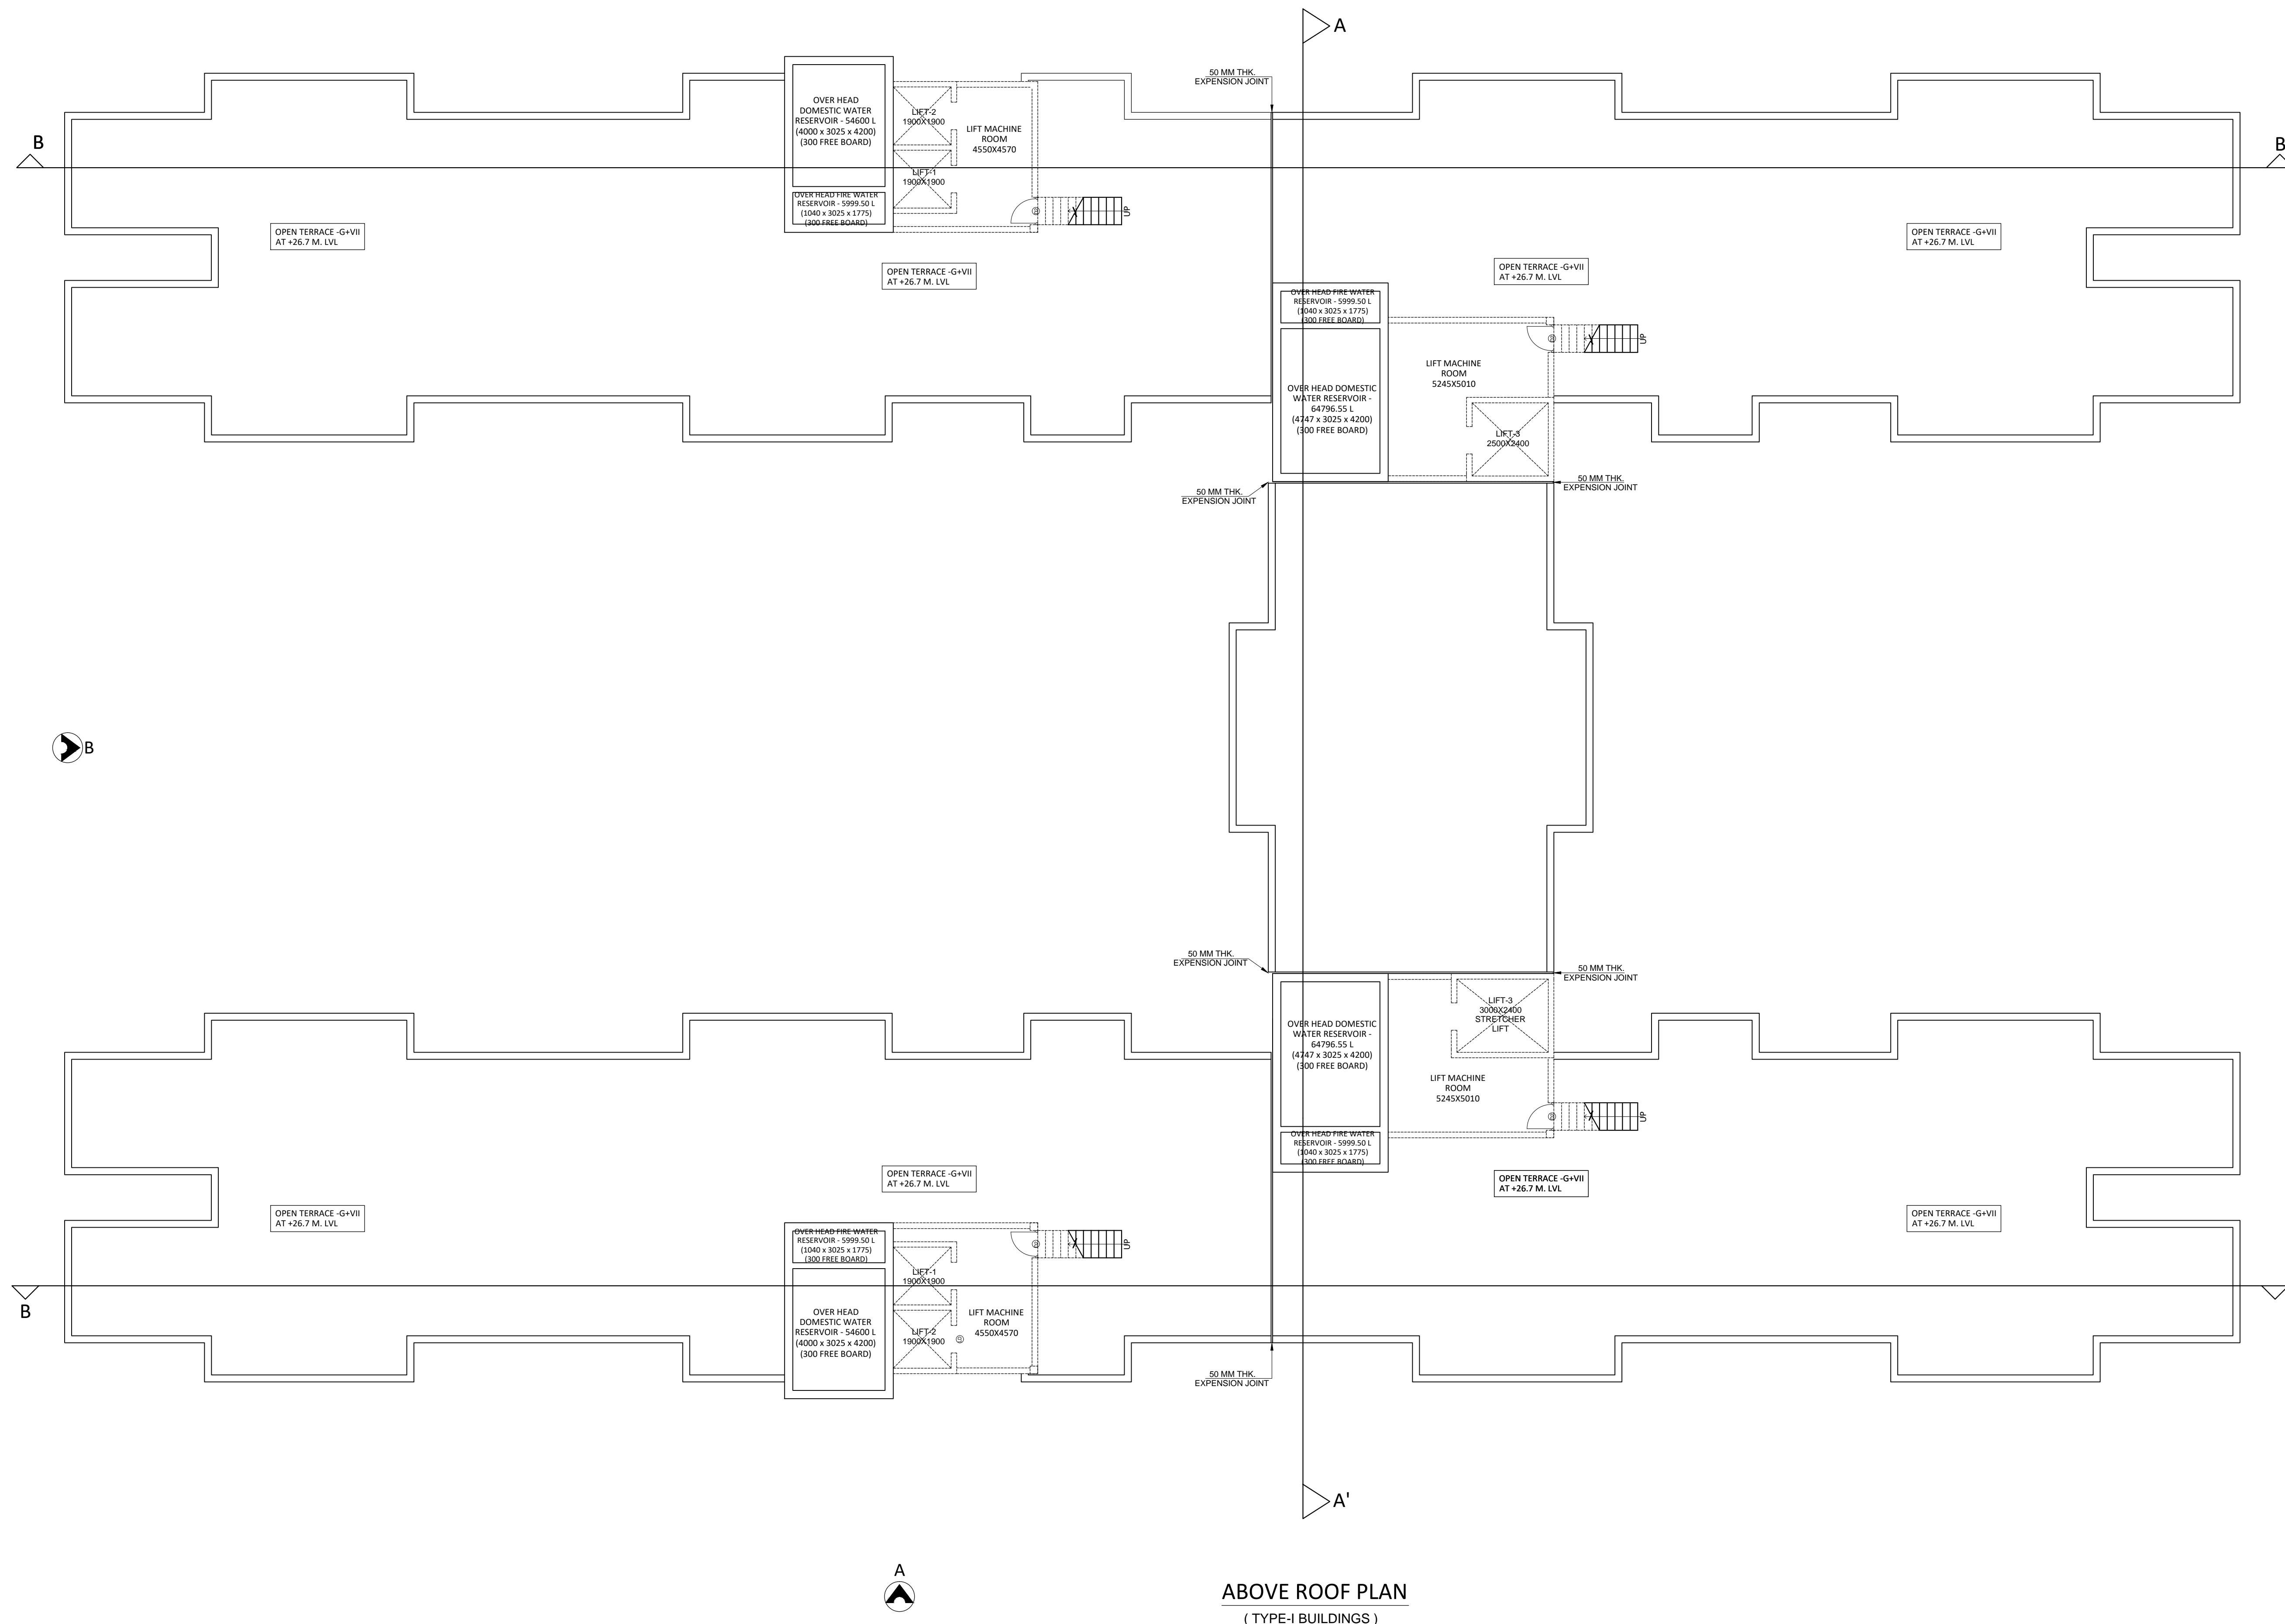 A
50 MM THK.
EXPENSION JOINT
OVER HEAD
DOMESTIC WATER
RESERVOIR - 54600 L
(4000 x 3025 x 4200)
(300 FREE BOARD)
LIFT-2
1900X1900
LIFT MACHINE
ROOM
4550X4570
B
B
LIFT-1
1900X1900
OVER HEAD FIRE WATER
RESERVOIR - 5999.50 L
(1040 x 3025 x 1775)
(300 FREE BOARD)
UP
OPEN TERRACE -G+VII
AT +26.7 M. LVL
OPEN TERRACE -G+VII
AT +26.7 M. LVL
OPEN TERRACE -G+VII
AT +26.7 M. LVL
OPEN TERRACE -G+VII
AT +26.7 M. LVL
OVER HEAD FIRE WATER
RESERVOIR - 5999.50 L
(1040 x 3025 x 1775)
(300 FREE BOARD)
UP
LIFT MACHINE
ROOM
5245X5010
OVER HEAD DOMESTIC
WATER RESERVOIR -
64796.55 L
(4747 x 3025 x 4200)
(300 FREE BOARD)
LIFT-3
2500X2400
50 MM THK.
EXPENSION JOINT
50 MM THK.
EXPENSION JOINT
B
50 MM THK.
EXPENSION JOINT
50 MM THK.
EXPENSION JOINT
LIFT-3
3000X2400
STRETCHER
LIFT
OVER HEAD DOMESTIC
WATER RESERVOIR -
64796.55 L
(4747 x 3025 x 4200)
(300 FREE BOARD)
LIFT MACHINE
ROOM
5245X5010
UP
OVER HEAD FIRE WATER
RESERVOIR - 5999.50 L
(1040 x 3025 x 1775)
(300 FREE BOARD)
OPEN TERRACE -G+VII
AT +26.7 M. LVL
OPEN TERRACE -G+VII
AT +26.7 M. LVL
OPEN TERRACE -G+VII
AT +26.7 M. LVL
OPEN TERRACE -G+VII
AT +26.7 M. LVL
OVER HEAD FIRE WATER
RESERVOIR - 5999.50 L
(1040 x 3025 x 1775)
(300 FREE BOARD)
UP
LIFT-1
1900X1900
B
OVER HEAD
DOMESTIC WATER
RESERVOIR - 54600 L
(4000 x 3025 x 4200)
(300 FREE BOARD)
LIFT-2
1900X1900
LIFT MACHINE
ROOM
4550X4570
50 MM THK.
EXPENSION JOINT
A'
A
ABOVE ROOF PLAN
( TYPE-I BUILDINGS )